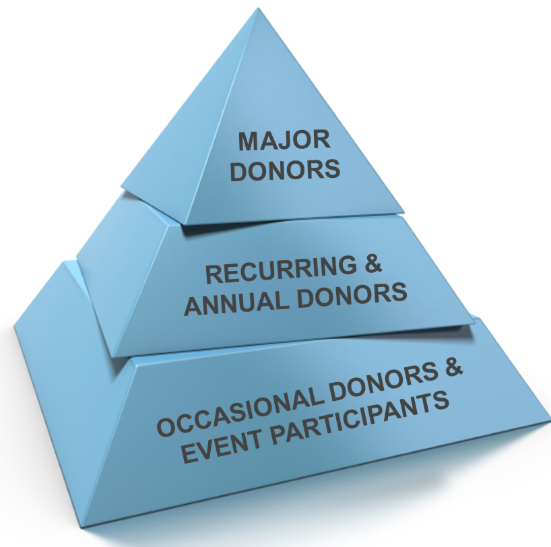 MAJOR
DONORS
RECURRING &
ANNUAL DONORS
OCCASIONAL DONORS &
EVENT PARTICIPANTS